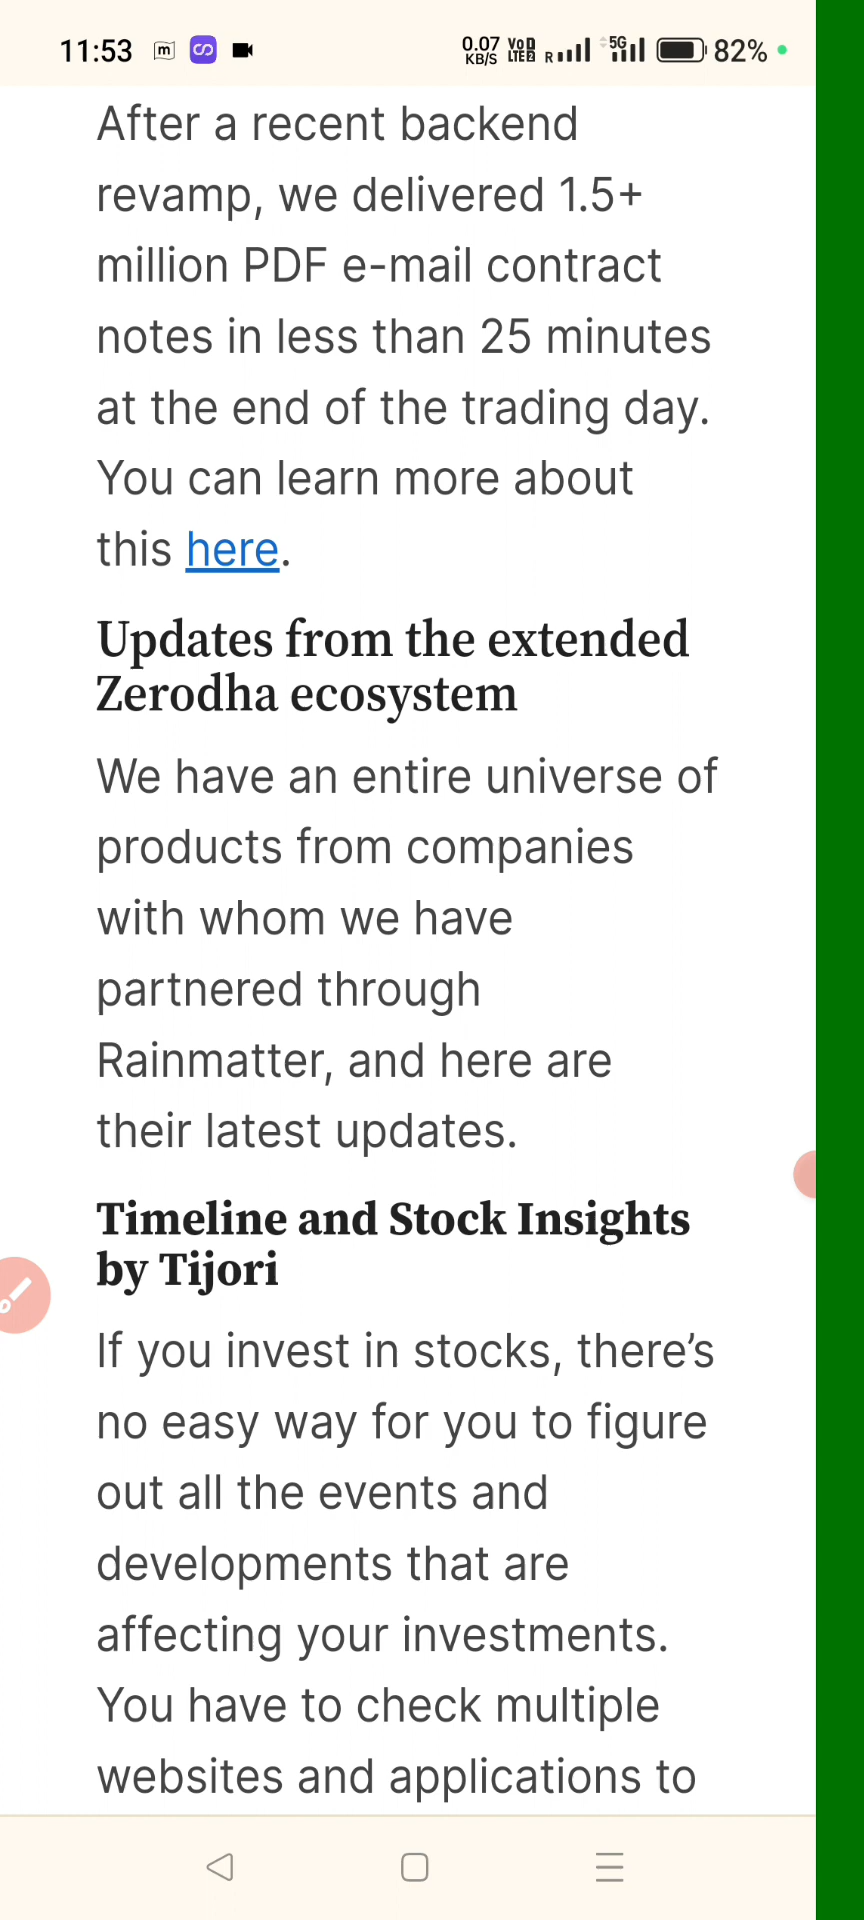 11:53 m 0.07 KB/S VoD LTE2 R 5G 82%
After a recent backend
revamp, we delivered 1.5+
million PDF e-mail contract
notes in less than 25 minutes
at the end of the trading day.
You can learn more about
this here.
Updates from the extended
Zerodha ecosystem
We have an entire universe of
products from companies
with whom we have
partnered through
Rainmatter, and here are
their latest updates.
Timeline and Stock Insights
by Tijori
If you invest in stocks, there’s
no easy way for you to figure
out all the events and
developments that are
affecting your investments.
You have to check multiple
websites and applications to